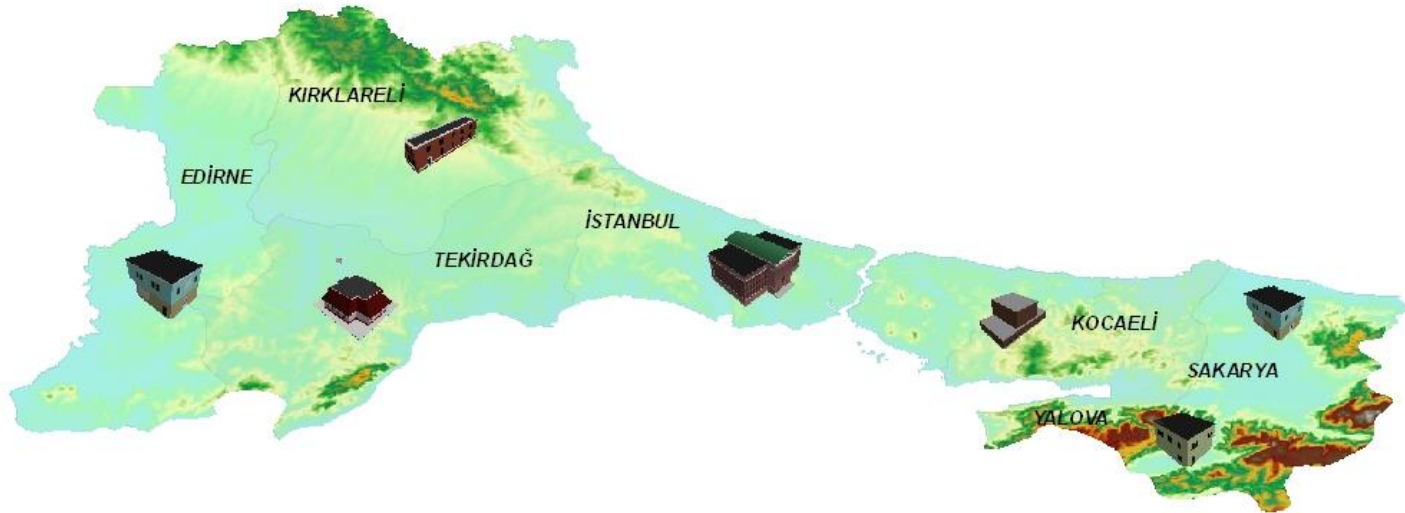 KIRKLARELİ
EDİRNE
İSTANBUL
TEKİRDAĞ
KOCAELİ
SAKARYA
YALOVA